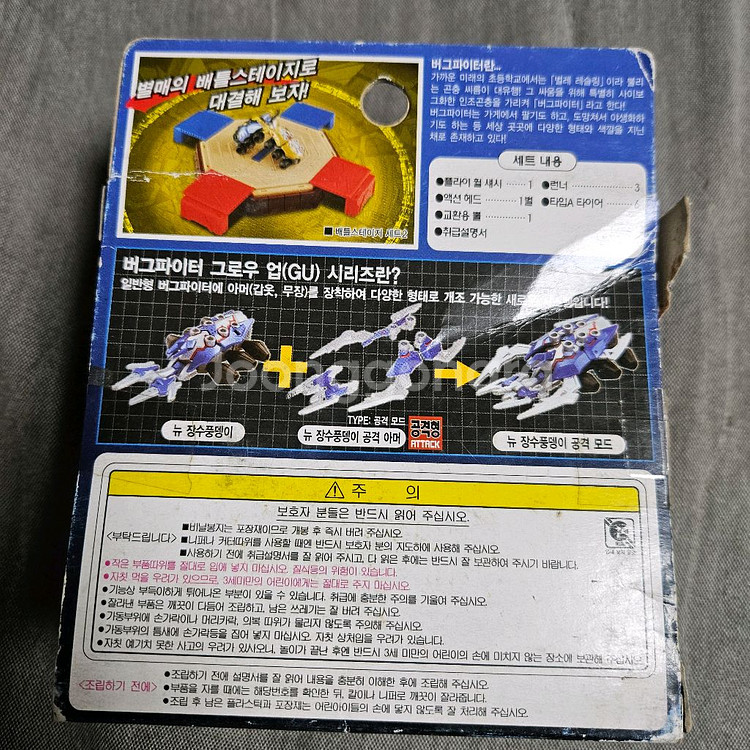 별매의 배틀스테이지로
대결해 보자!
■ 배틀스테이지 세트2
버그파이터란...
가까운 미래의 초등학교에서는 「벌레 레슬링」이라 불리
는 곤충 씨름이 대유행! 그 싸움을 위해 특별히 사이보
그화한 인조곤충을 가리켜 「버그파이터」라고 한다!
버그파이터는 가게에서 팔기도 하고, 도망쳐서 야생화하
기도 하는 등 세상 곳곳에 다양한 형태와 색깔을 지닌
채로 존재하고 있다!
세트 내용
●플라이 휠 섀시 ······ 1 ●런너 ······ 3
●액션 헤드 ······ 1벌 ●타입A 타이어 ··
●교환용 뿔 ······ 1
●취급설명서
버그파이터 그로우 업(GU) 시리즈란?
일반형 버그파이터에 아머(갑옷, 무장)를 장착하여 다양한 형태로 개조 가능한 새로 입니다!
TYPE: 공격 모드
공격형
ATTACK
뉴 장수풍뎅이
뉴 장수풍뎅이 공격 아머
뉴 장수풍뎅이 공격 모드
주 의
보호자 분들은 반드시 읽어 주십시오.
<부탁드립니다>
■비닐봉지는 포장재이므로 개봉 후 즉시 버려 주십시오.
■니퍼나 커터따위를 사용할 때엔 반드시 보호자 분의 지도하에 사용해 주십시오.
■사용하기 전에 취급설명서를 잘 읽어 주시고, 다 읽은 후에는 반드시 잘 보관하여 주시기 바랍니다.
●작은 부품따위를 절대로 입에 넣지 마십시오. 질식등의 위험이 있습니다.
●자칫 먹을 우려가 있으므로, 3세미만의 어린이에게는 절대로 주지 마십시오.
●기능상 부득이하게 튀어나온 부분이 있을 수 있습니다. 취급에 충분한 주의를 기울여 주십시오.
●잘라낸 부품은 깨끗이 다듬어 조립하고, 남은 쓰레기는 잘 버려 주십시오.
●가동부위에 손가락이나 머리카락, 의복 따위가 물리지 않도록 주의해 주십시오.
●가동부위의 틈새에 손가락등을 집어 넣지 마십시오. 자칫 상처입을 우려가 있습니다.
●자칫 예기치 못한 사고의 우려가 있사오니, 놀이가 끝난 후엔 반드시 3세 미만의 어린이의 손에 미치지 않는 장소에 보관해 주십시오.
<조립하기 전에>
●조립하기 전에 설명서를 잘 읽어 내용을 충분히 이해한 후에 조립해 주십시오.
●부품을 자를 때에는 해당번호를 확인한 뒤, 칼이나 니퍼로 깨끗이 잘라줍니다.
●조립 후 남은 플라스틱과 포장재는 어린이들의 손에 닿지 않도록 잘 처리해 주십시오.